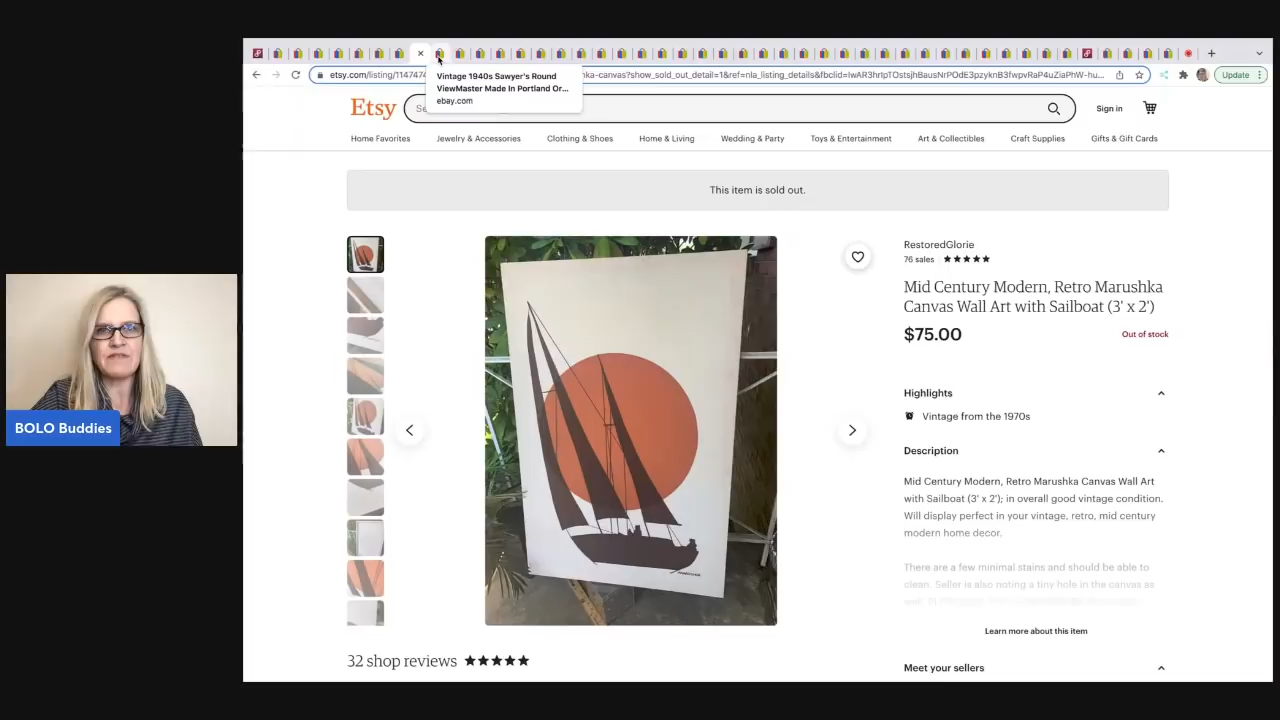 Vintage 1940s Sawyer's Round
ViewMaster Made In Portland Or...
ebay.com
Update
Etsy
Sign in
Home Favorites
Jewelry & Accessories
Clothing & Shoes
Home & Living
Wedding & Party
Toys & Entertainment
Art & Collectibles
Craft Supplies
Gifts & Gift Cards
This item is sold out.
RestoredGlorie
76 sales
Mid Century Modern, Retro Marushka
Canvas Wall Art with Sailboat (3' x 2')
$75.00
Out of stock
Highlights
Vintage from the 1970s
Description
Mid Century Modern, Retro Marushka Canvas Wall Art
with Sailboat (3' x 2'); in overall good vintage condition.
Will display perfect in your vintage, retro, mid century
modern home decor.
There are a few minimal stains and should be able to
clean. Seller is also noting a tiny hole in the canvas as
Learn more about this item
BOLO Buddies
32 shop reviews
Meet your sellers